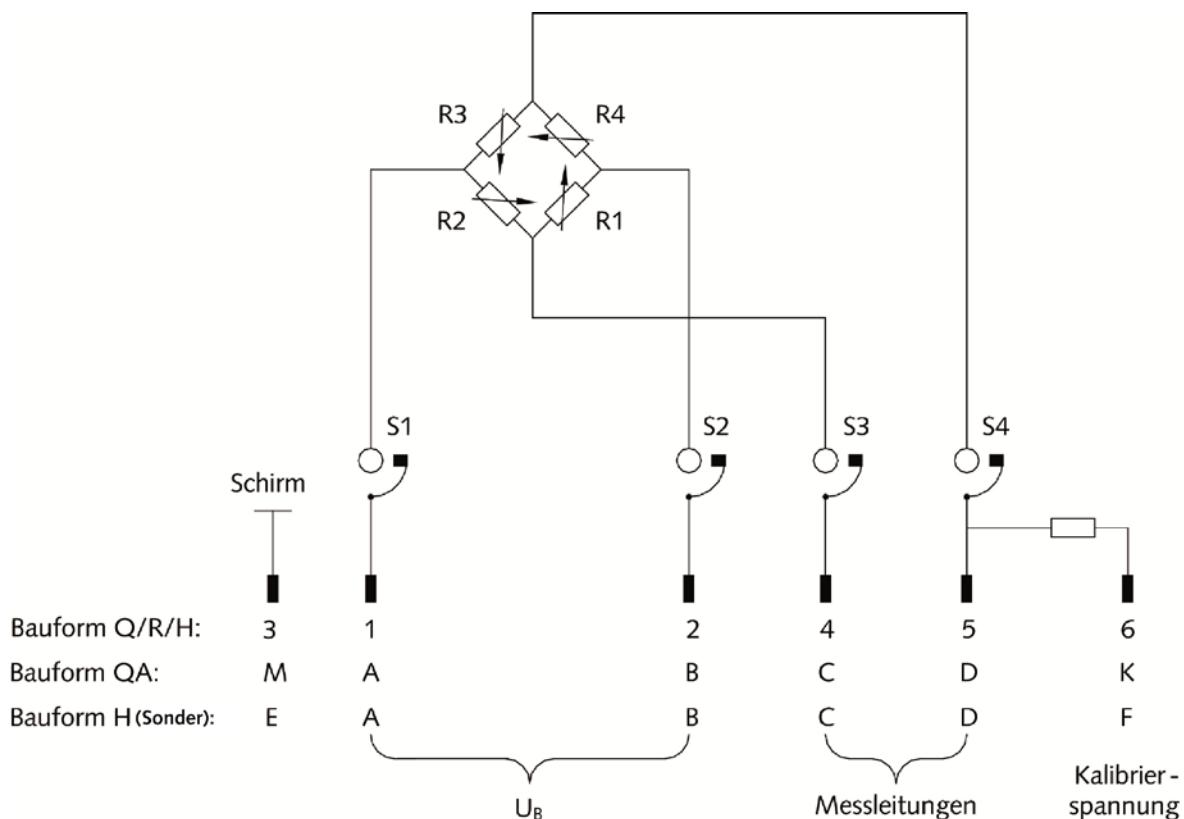 R3 R4
R2 R1
S1 S2 S3 S4
Schirm
Bauform Q/R/H: 3 1 2 4 5 6
Bauform QA: M A B C D K
Bauform H (Sonder): E A B C D F
U_B Messleitungen Kalibrier-
spannung